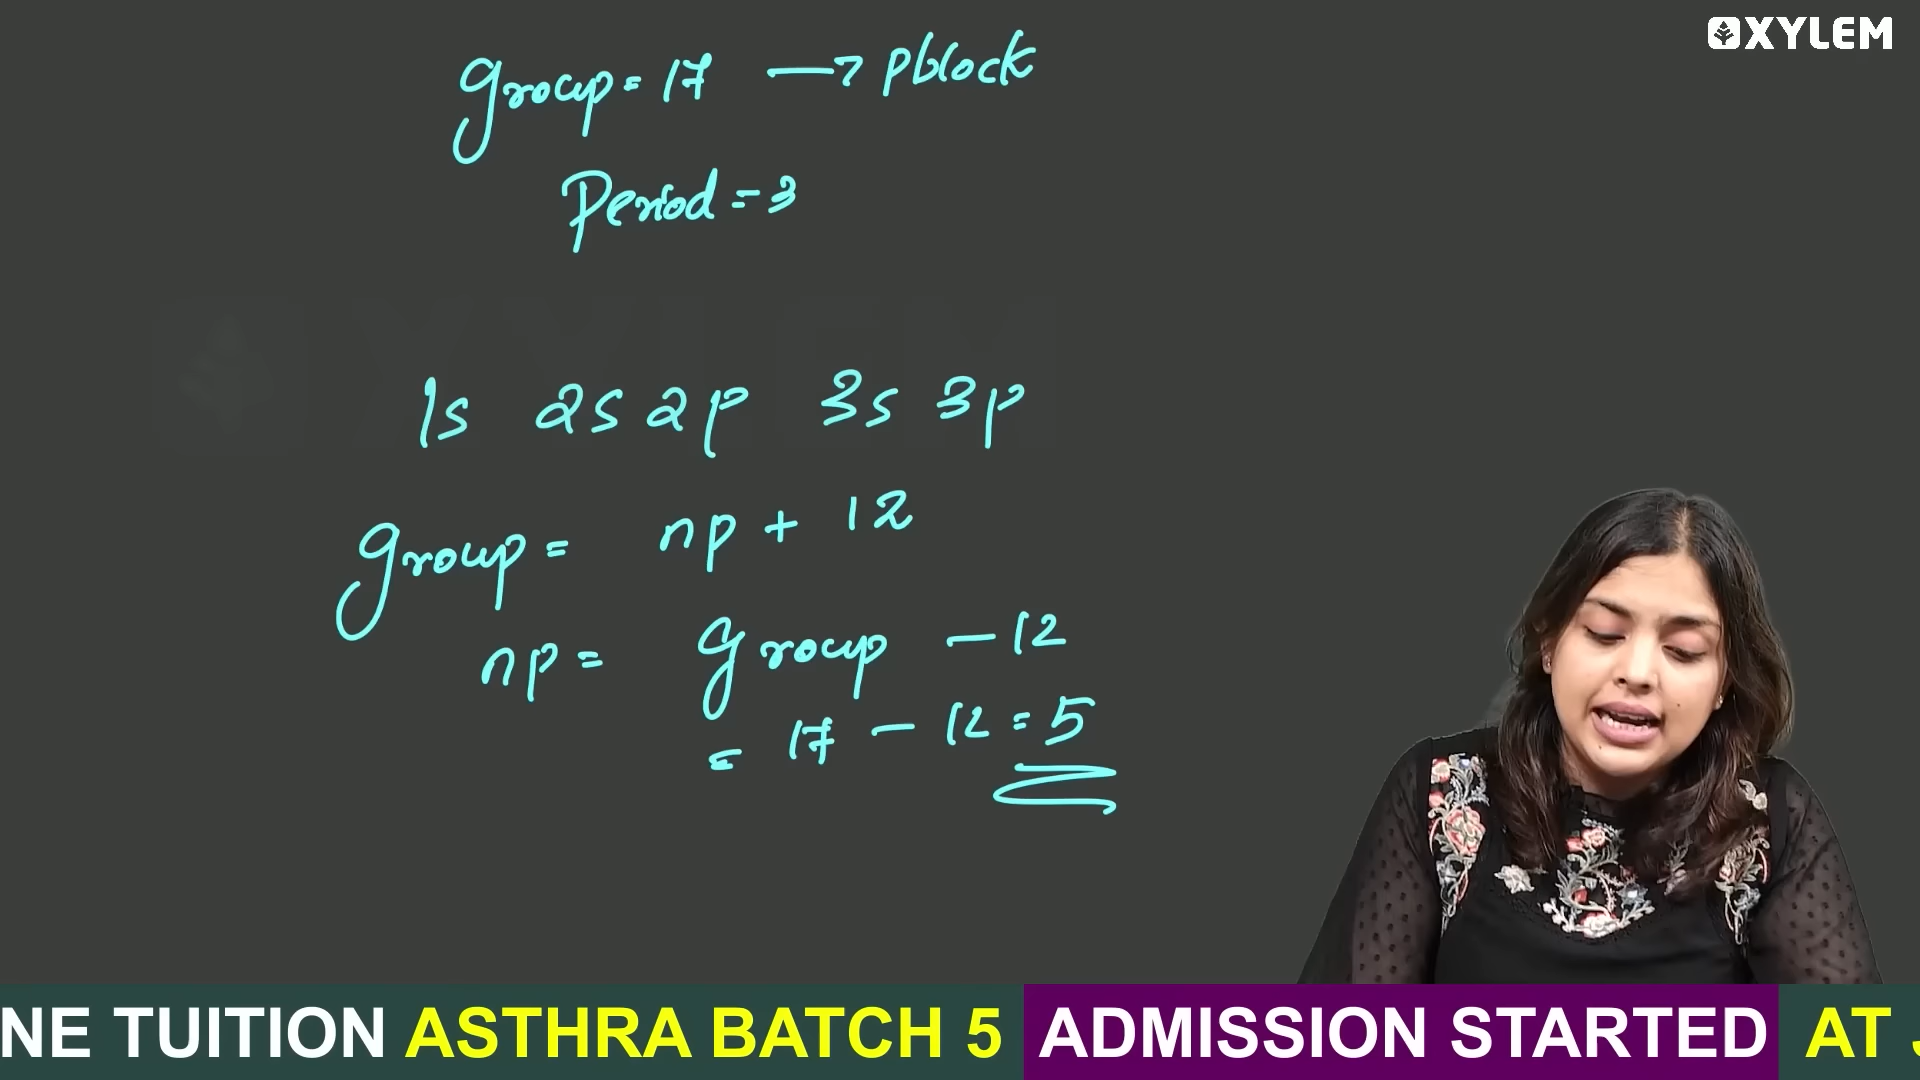 XYLEM
group = 17 → p block
Period = 3
1s 2s 2p 3s 3p
group = np + 12
np = group - 12
= 17 - 12 = 5
NE TUITION ASTHRA BATCH 5 ADMISSION STARTED AT